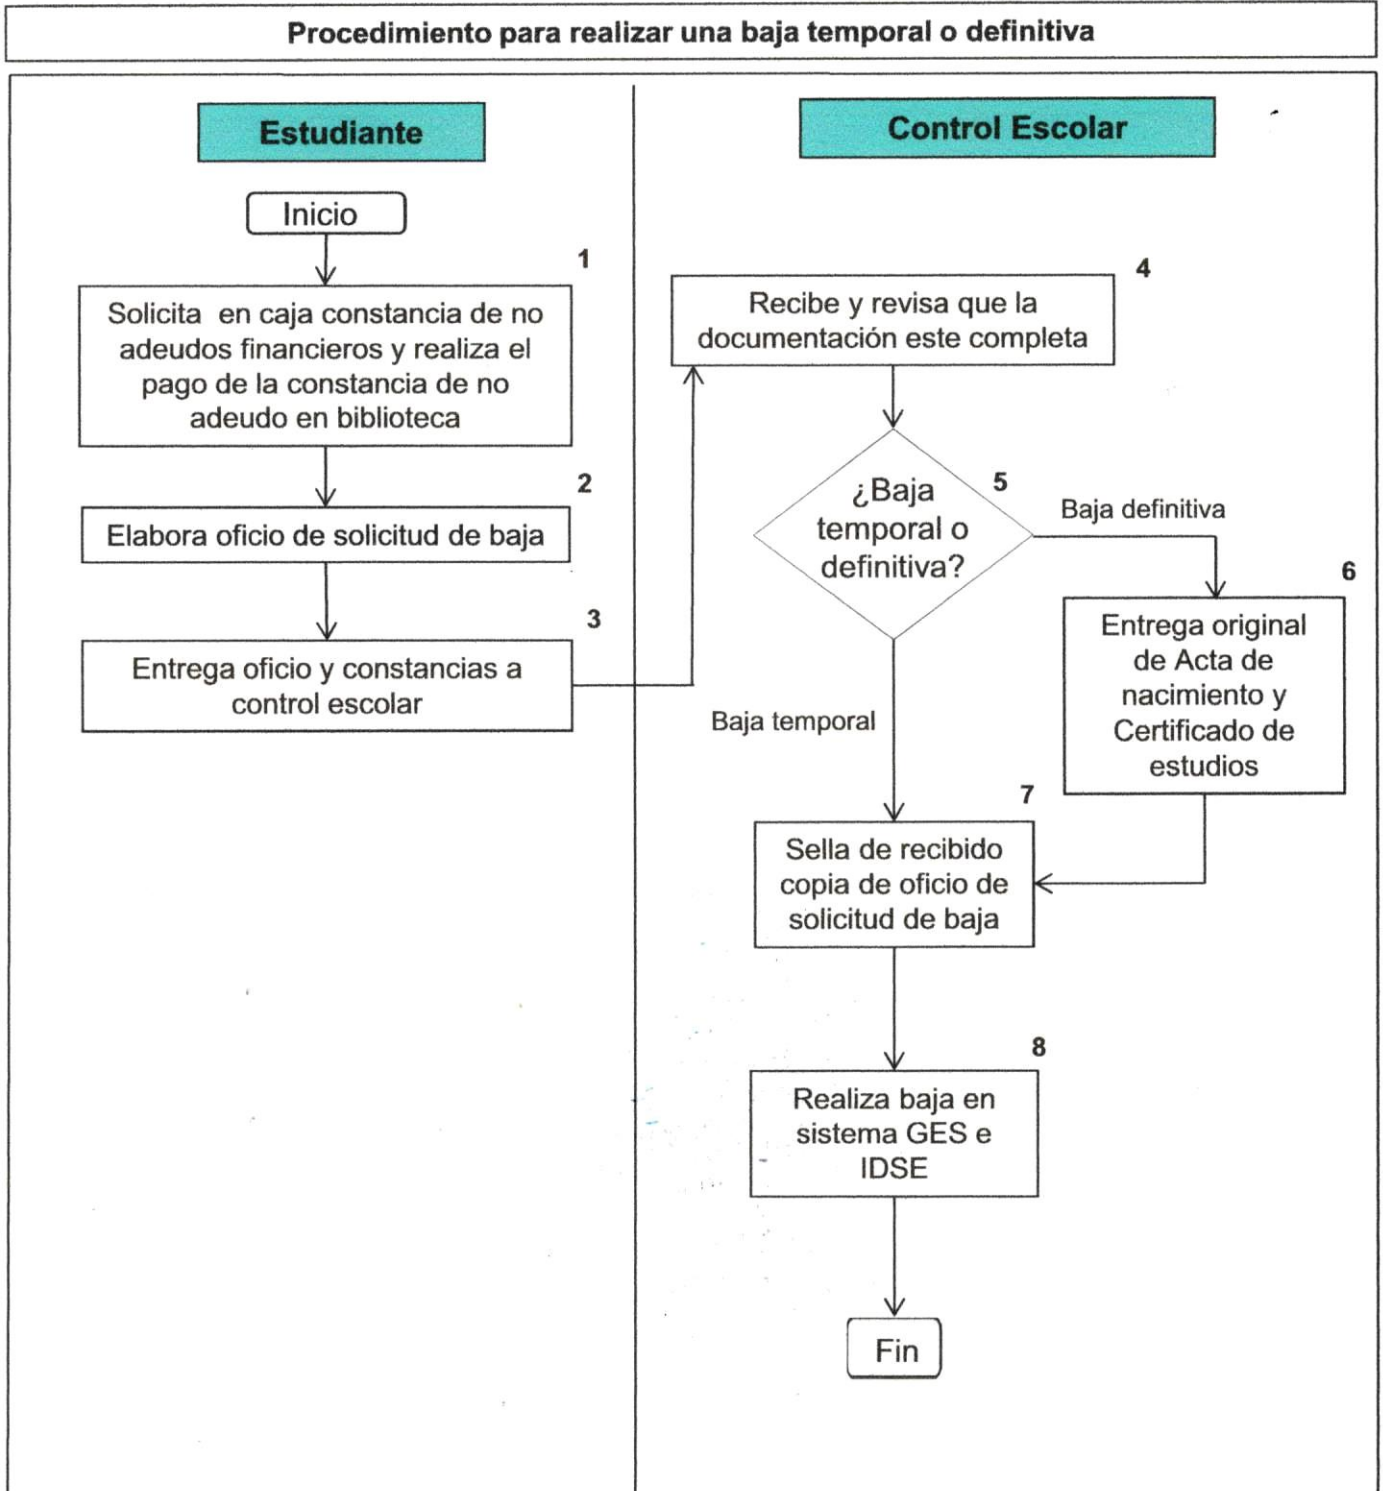 Procedimiento para realizar una baja temporal o definitiva
Estudiante
Inicio
1
Solicita en caja constancia de no
adeudos financieros y realiza el
pago de la constancia de no
adeudo en biblioteca
2
Elabora oficio de solicitud de baja
3
Entrega oficio y constancias a
control escolar
Control Escolar
4
Recibe y revisa que la
documentación este completa
5
¿Baja
temporal o
definitiva?
Baja definitiva
6
Entrega original
de Acta de
nacimiento y
Certificado de
estudios
Baja temporal
7
Sella de recibido
copia de oficio de
solicitud de baja
8
Realiza baja en
sistema GES e
IDSE
Fin